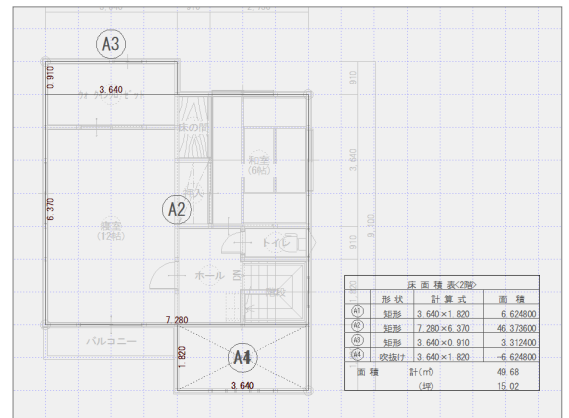 A3
0.910
3.640
910
ウォークインクローゼット
床の間
和室
(6帖)
3.640
押入
6.370
A2
寝室
(12帖)
トイレ
910
9.100
ホール
DN
階段
7.280
バルコニー
1.820
A4
3.640
床面積表<2階>
形状 計算式 面積
A1 矩形 3.640×1.820 6.624800
A2 矩形 7.280×6.370 46.373600
A3 矩形 3.640×0.910 3.312400
A4 吹抜け 3.640×1.820 -6.624800
面積 計(㎡) 49.68
(坪) 15.02